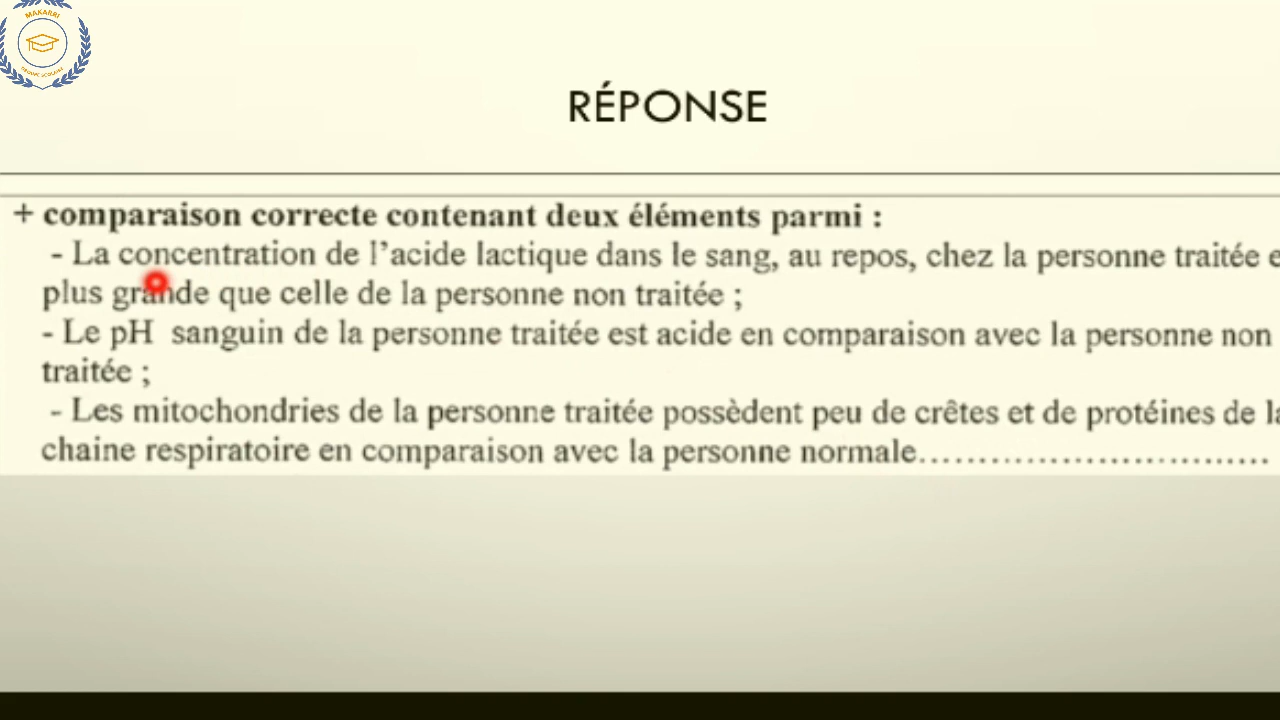 MAKARRI
GROUPE SCOLAIRE
RÉPONSE
+ comparaison correcte contenant deux éléments parmi :
- La concentration de l'acide lactique dans le sang, au repos, chez la personne traitée e
plus grande que celle de la personne non traitée ;
- Le pH sanguin de la personne traitée est acide en comparaison avec la personne non
traitée ;
- Les mitochondries de la personne traitée possèdent peu de crêtes et de protéines de la
chaine respiratoire en comparaison avec la personne normale..............................